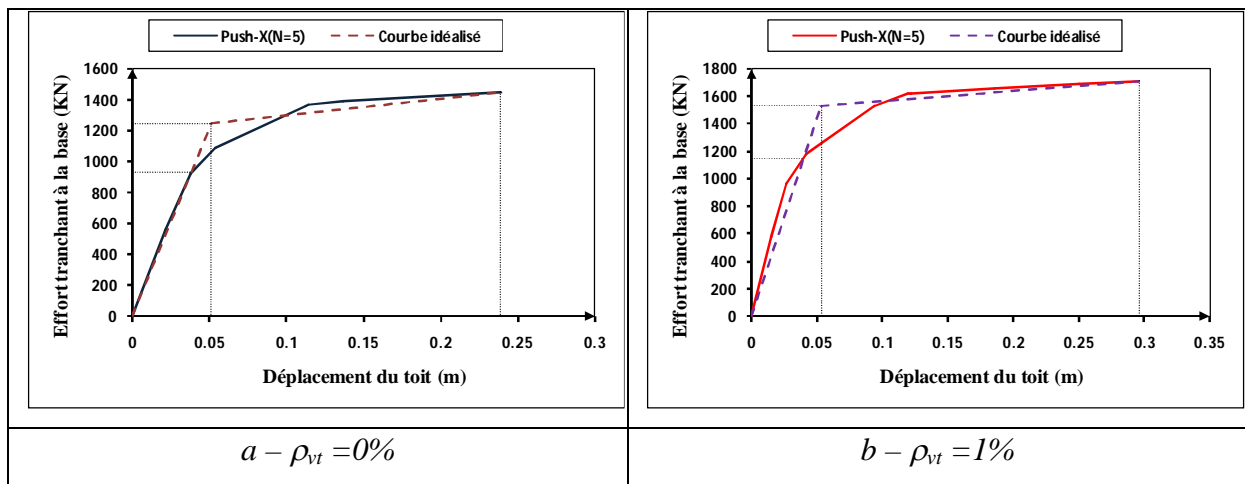 Push-X(N=5) Courbe idéalisé
Effort tranchant à la base (KN)
1600
1400
1200
1000
800
600
400
200
0
0 0.05 0.1 0.15 0.2 0.25 0.3
Déplacement du toit (m)
a – ρvt =0%
Push-X(N=5) Courbe idéalisé
Effort tranchant à la base (KN)
1800
1600
1400
1200
1000
800
600
400
200
0
0 0.05 0.1 0.15 0.2 0.25 0.3 0.35
Déplacement du toit (m)
b – ρvt =1%